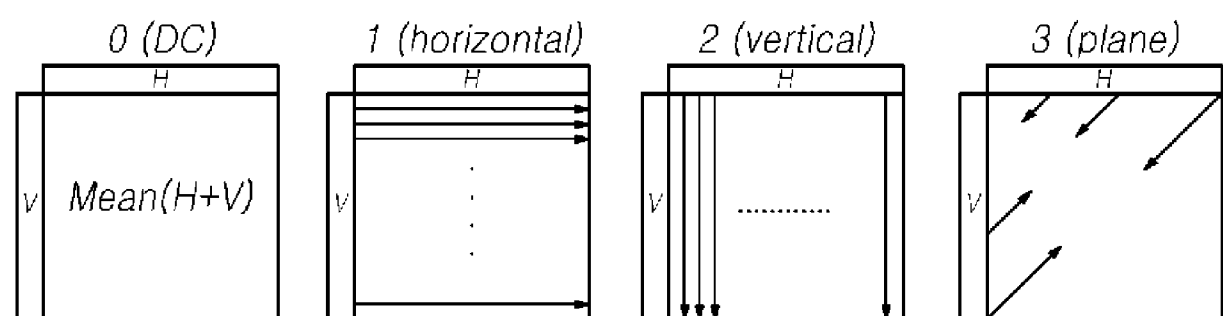 0 (DC) 1 (horizontal) 2 (vertical) 3 (plane)
H H H H
V Mean(H+V) V V V